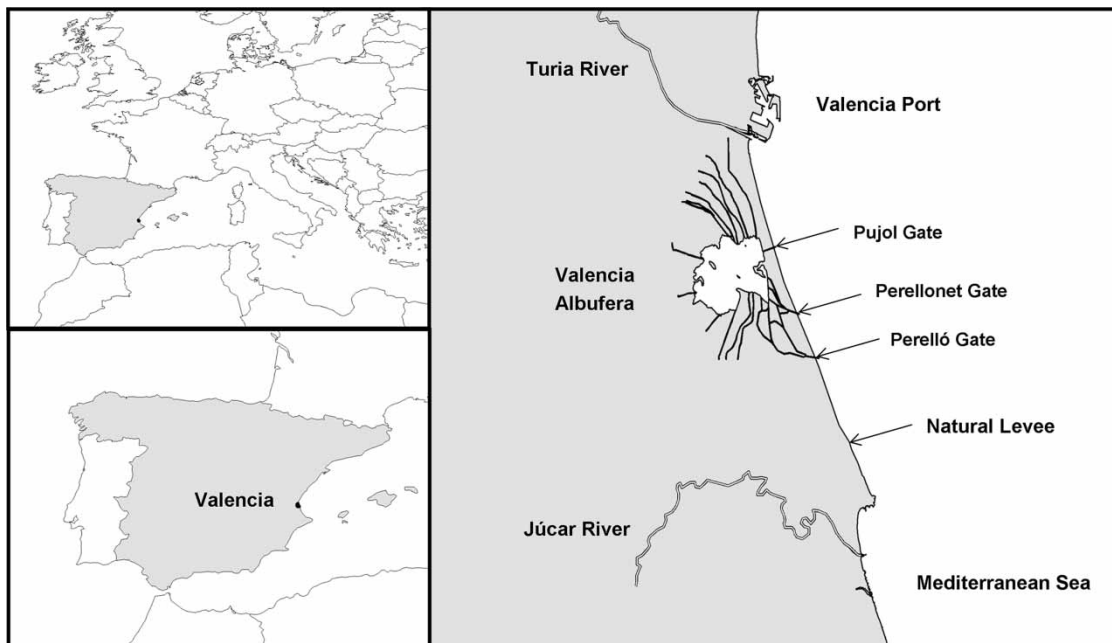 Valencia
Turia River
Valencia Port
Pujol Gate
Valencia
Albufera
Perellonet Gate
Perelló Gate
Natural Levee
Júcar River
Mediterranean Sea